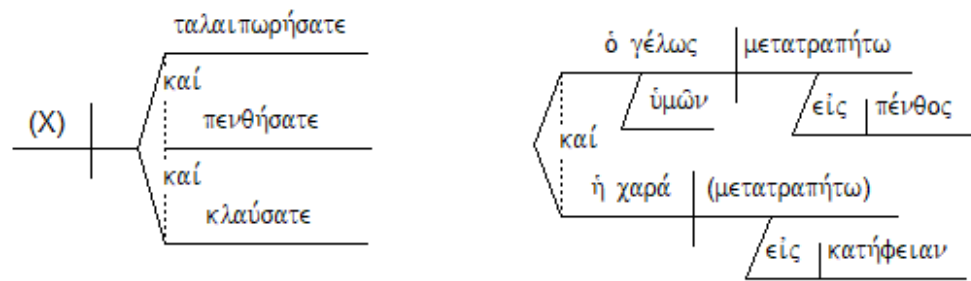 ταλαιπωρήσατε
καί
(X)
πενθήσατε
καί
κλαύσατε
ὁ γέλως μετατραπήτω
ὑμῶν εἰς πένθος
καί
ἡ χαρά (μετατραπήτω)
εἰς κατήφειαν